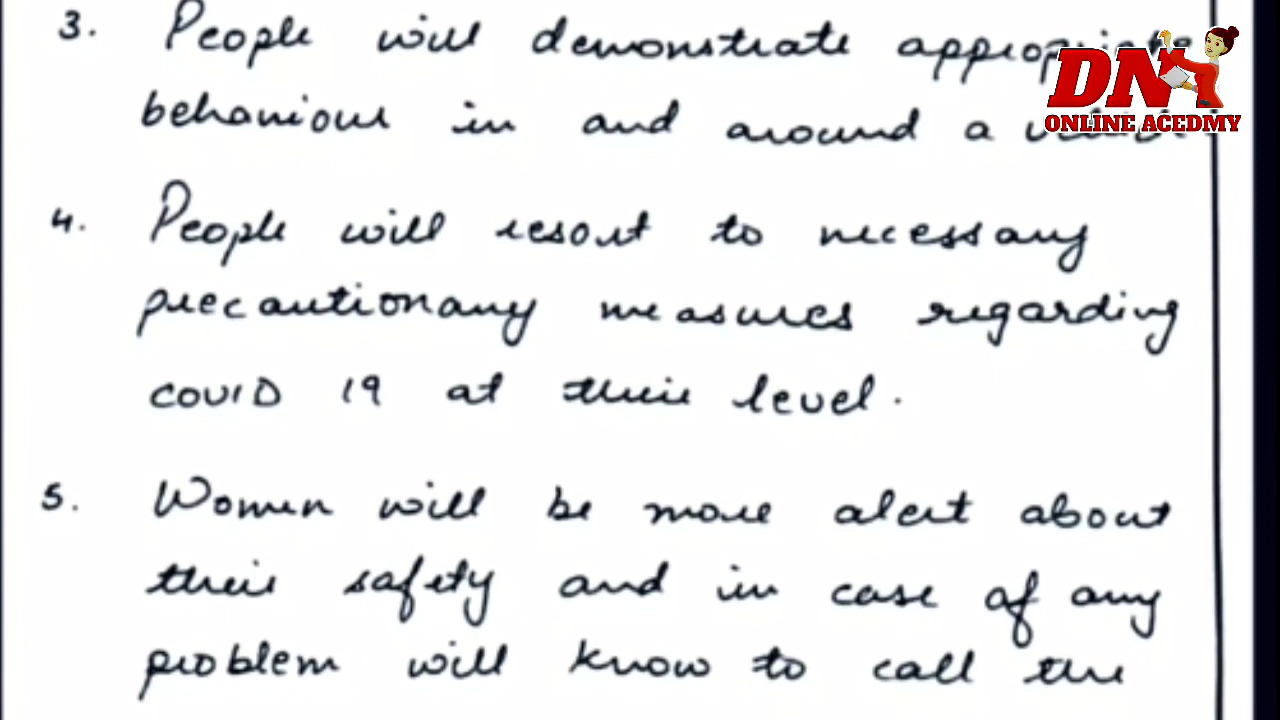 3. People will demonstrate appropriate
behaviour in and around a
4. People will resort to necessary
precautionary measures regarding
COVID 19 at their level.
5. Women will be more alert about
their safety and in case of any
problem will know to call the
DN
ONLINE ACEDMY